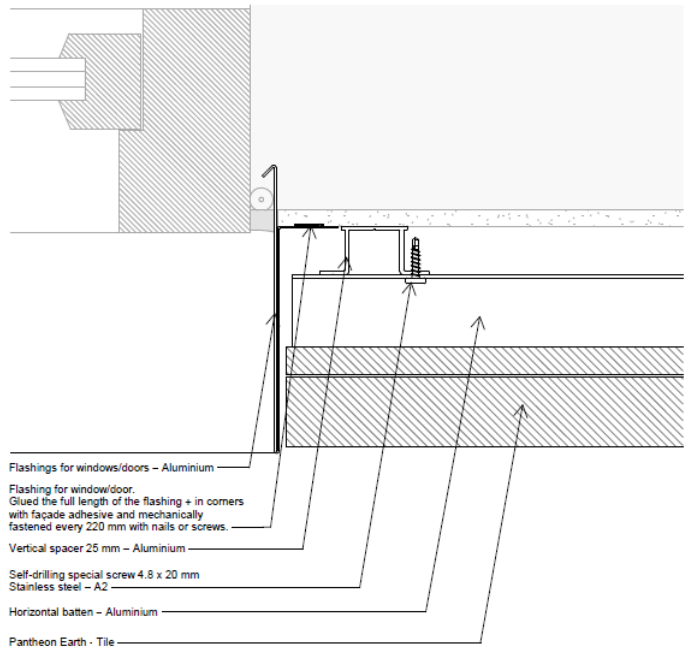 Flashings for windows/doors – Aluminium
Flashing for window/door.
Glued the full length of the flashing + in corners
with façade adhesive and mechanically
fastened every 220 mm with nails or screws.
Vertical spacer 25 mm – Aluminium
Self-drilling special screw 4.8 x 20 mm
Stainless steel – A2
Horizontal batten – Aluminium
Pantheon Earth - Tile